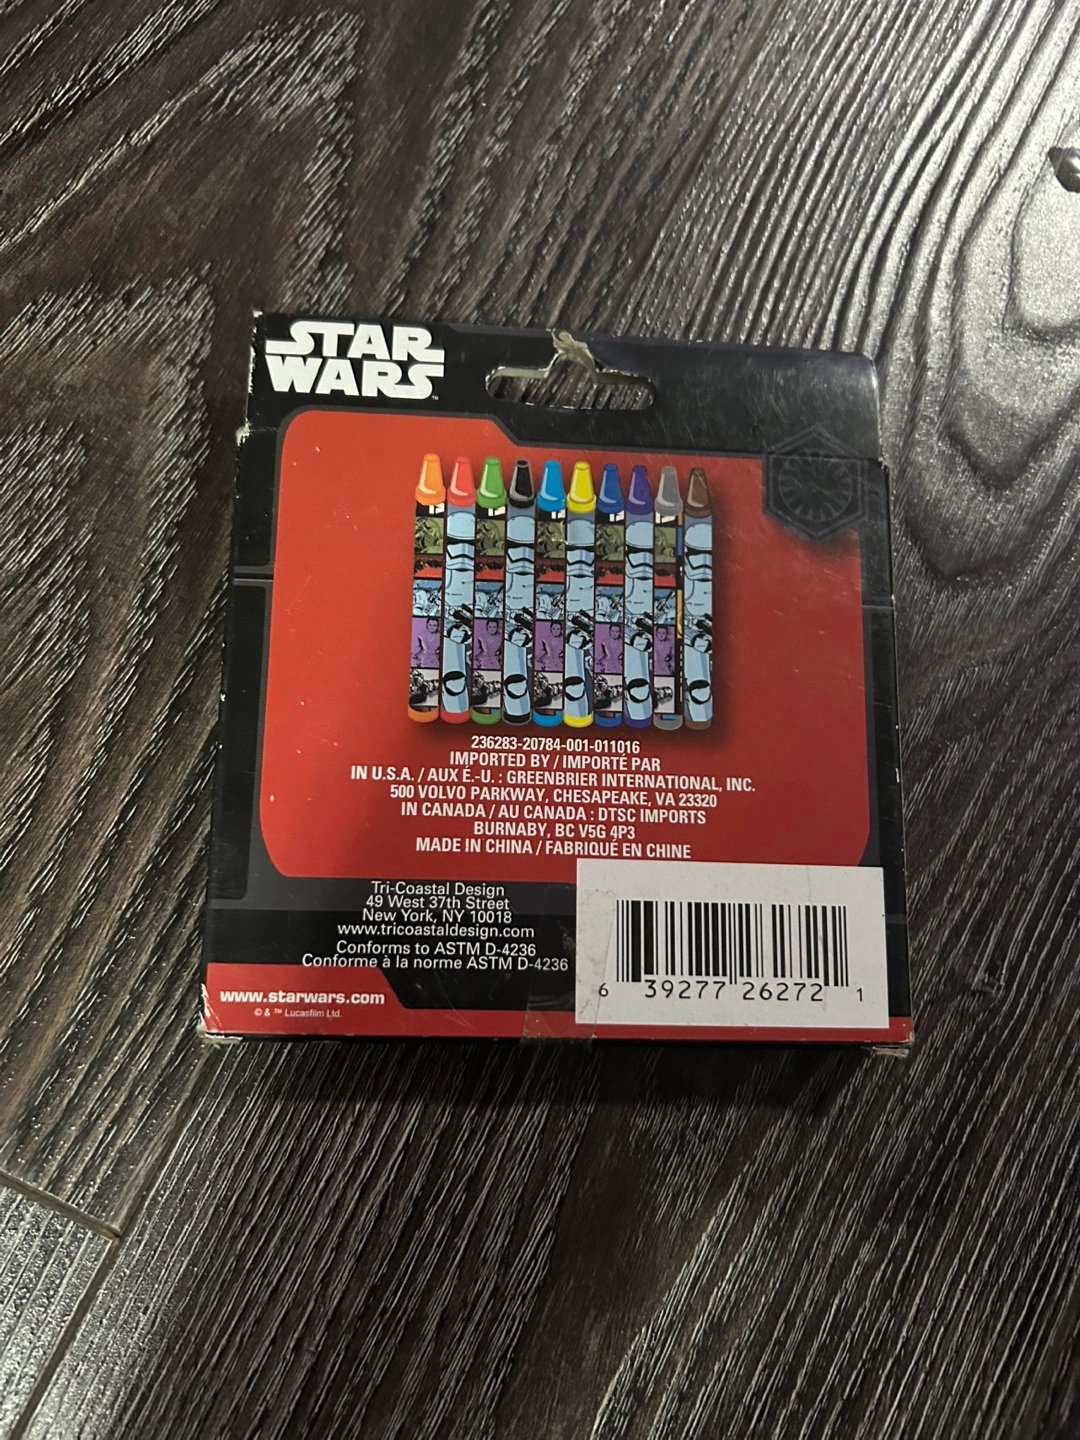 STAR
WARS™
236283-20784-001-011016
IMPORTED BY / IMPORTÉ PAR
IN U.S.A. / AUX É.-U. : GREENBRIER INTERNATIONAL, INC.
500 VOLVO PARKWAY, CHESAPEAKE, VA 23320
IN CANADA / AU CANADA : DTSC IMPORTS
BURNABY, BC V5G 4P3
MADE IN CHINA / FABRIQUÉ EN CHINE
Tri-Coastal Design
49 West 37th Street
New York, NY 10018
www.tricoastaldesign.com
Conforms to ASTM D-4236
Conforme à la norme ASTM D-4236
6 39277 26272 1
www.starwars.com
© & ™ Lucasfilm Ltd.